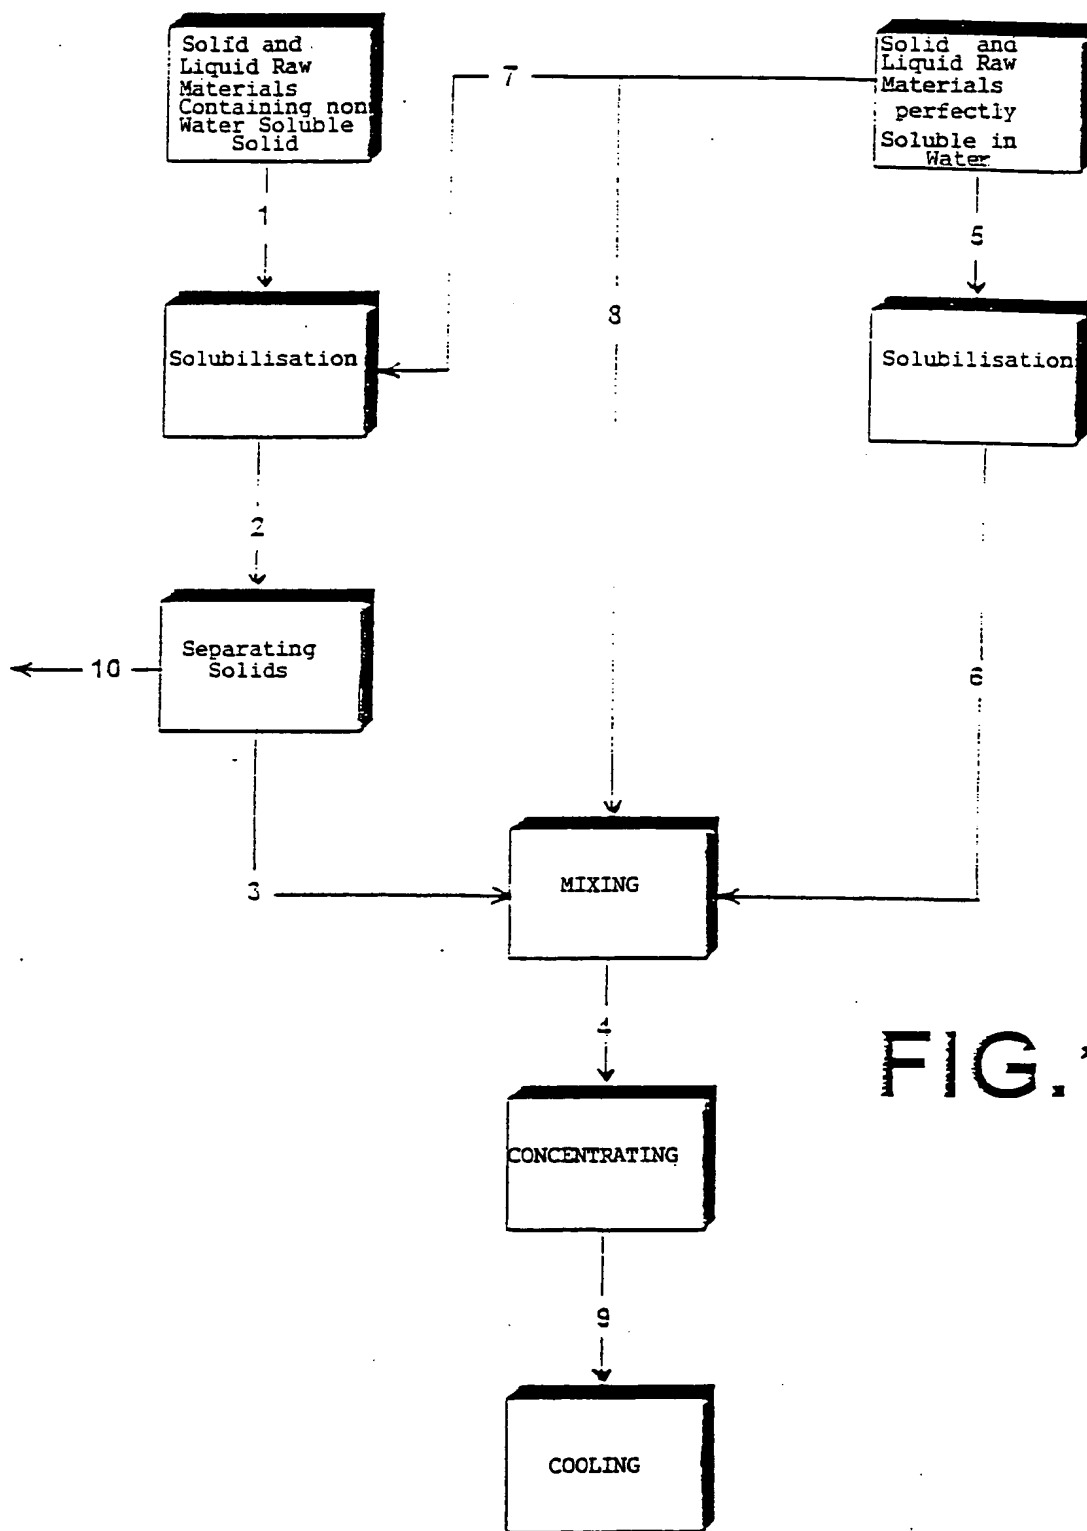 Solid and
Liquid Raw
Materials
Containing non
Water Soluble
Solid
7
Solid and
Liquid Raw
Materials
perfectly
Soluble in
Water
1
5
8
Solubilisation
Solubilisation
2
Separating
Solids
10
6
3
MIXING
4
FIG.
CONCENTRATING
9
COOLING